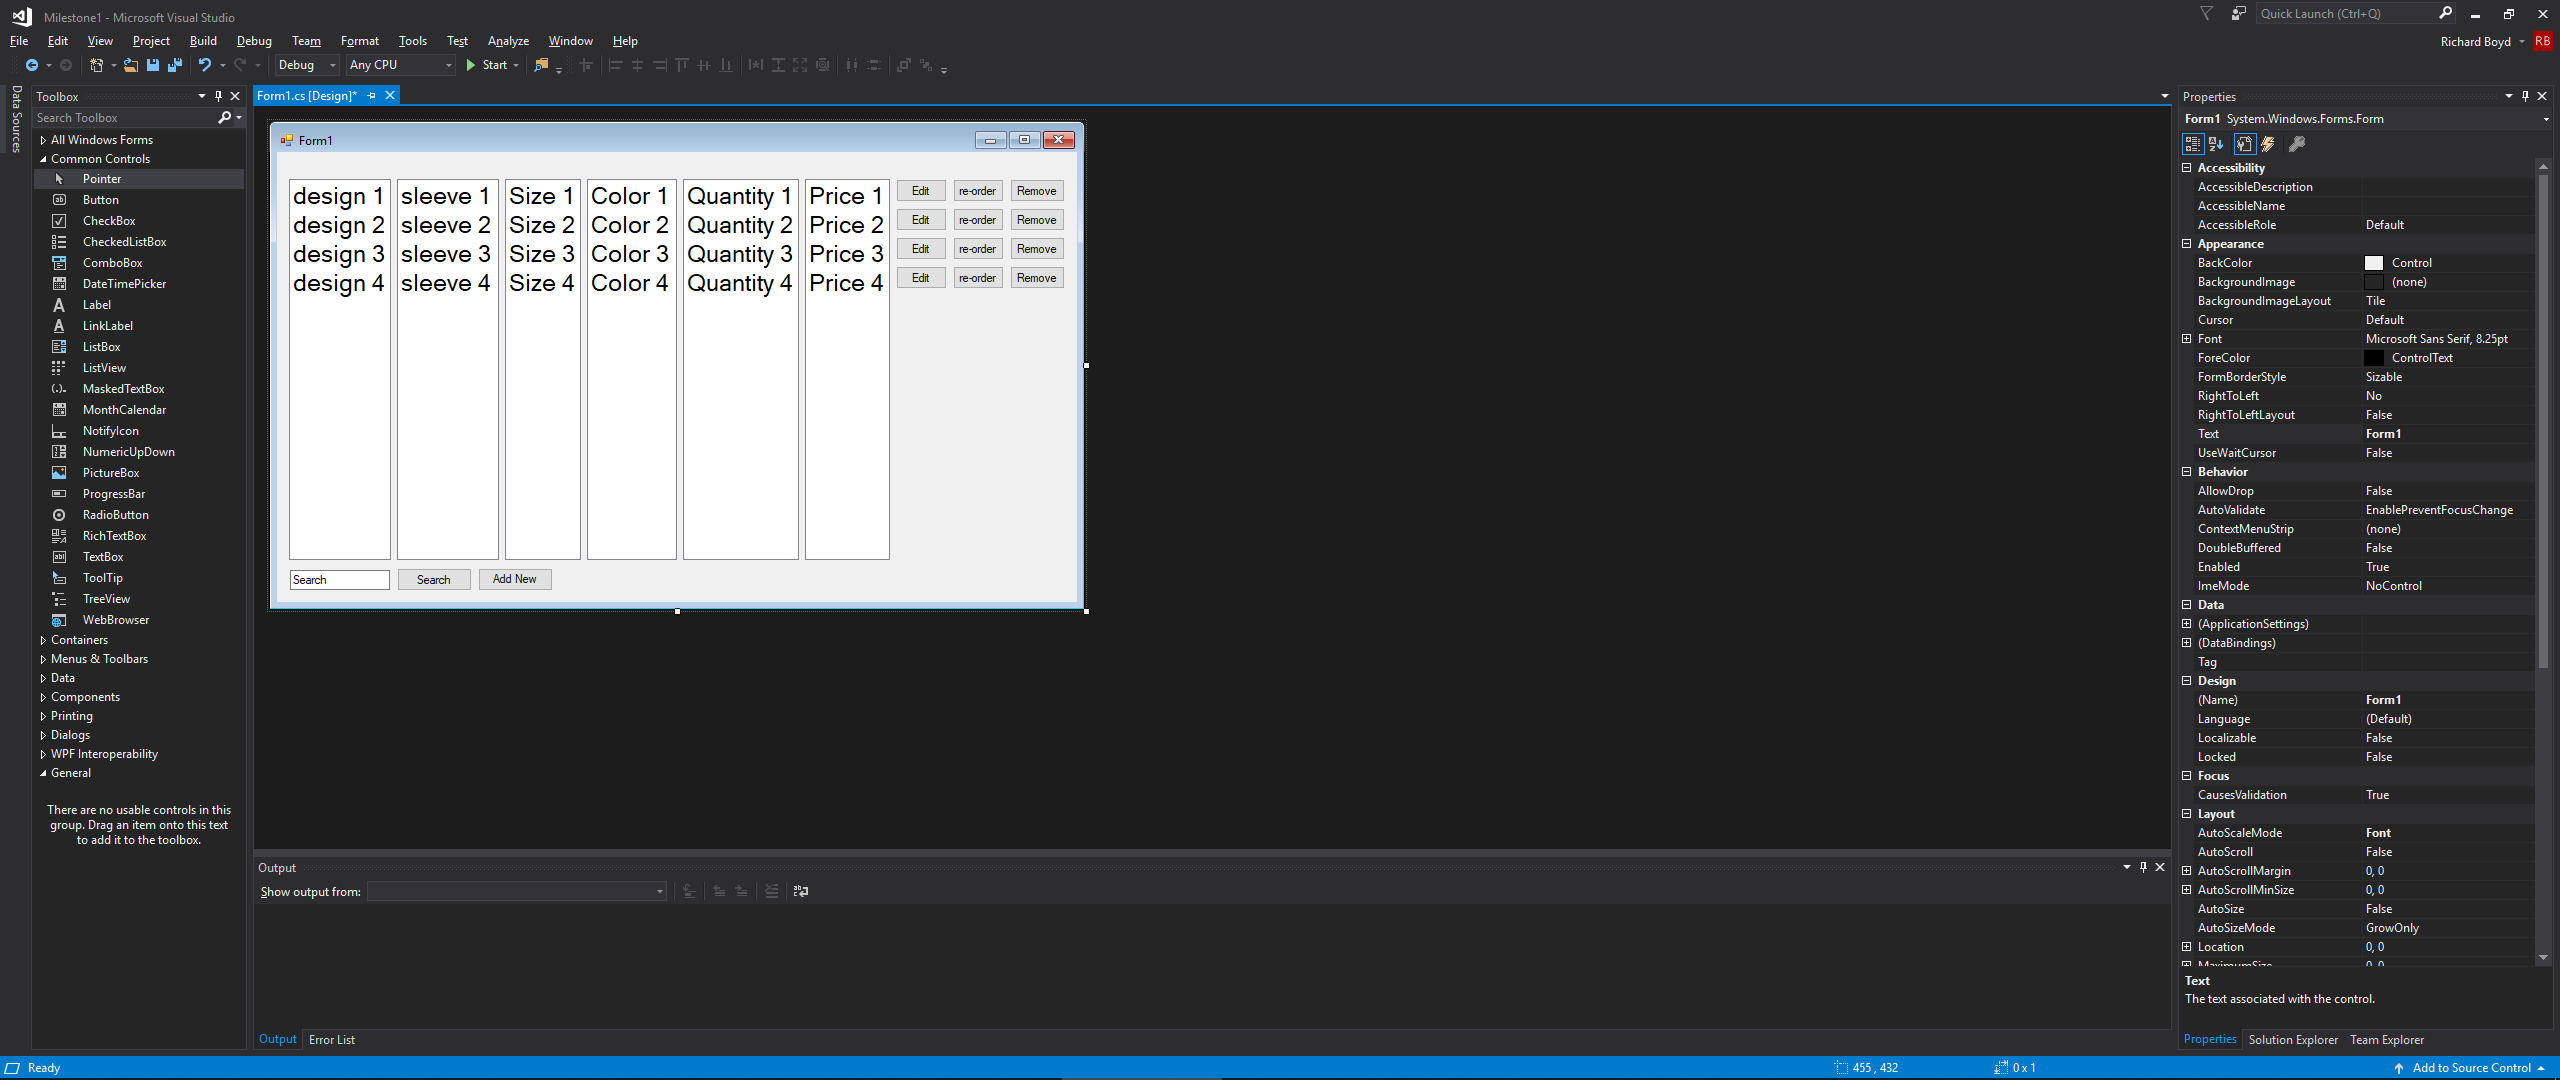 Milestone1 - Microsoft Visual Studio
Quick Launch (Ctrl+Q)
File Edit View Project Build Debug Team Format Tools Test Analyze Window Help
Richard Boyd RB
Debug Any CPU Start
Data Sources
Toolbox
Search Toolbox
All Windows Forms
Common Controls
Pointer
Button
CheckBox
CheckedListBox
ComboBox
DateTimePicker
Label
LinkLabel
ListBox
ListView
MaskedTextBox
MonthCalendar
NotifyIcon
NumericUpDown
PictureBox
ProgressBar
RadioButton
RichTextBox
TextBox
ToolTip
TreeView
WebBrowser
Containers
Menus & Toolbars
Data
Components
Printing
Dialogs
WPF Interoperability
General
There are no usable controls in this
group. Drag an item onto this text
to add it to the toolbox.
Form1.cs [Design]*
Form1
design 1 sleeve 1 Size 1 Color 1 Quantity 1 Price 1 Edit re-order Remove
design 2 sleeve 2 Size 2 Color 2 Quantity 2 Price 2 Edit re-order Remove
design 3 sleeve 3 Size 3 Color 3 Quantity 3 Price 3 Edit re-order Remove
design 4 sleeve 4 Size 4 Color 4 Quantity 4 Price 4 Edit re-order Remove
Search Search Add New
Output
Show output from:
Output Error List
Properties
Form1 System.Windows.Forms.Form
Accessibility
AccessibleDescription
AccessibleName
AccessibleRole Default
Appearance
BackColor Control
BackgroundImage (none)
BackgroundImageLayout Tile
Cursor Default
Font Microsoft Sans Serif, 8.25pt
ForeColor ControlText
FormBorderStyle Sizable
RightToLeft No
RightToLeftLayout False
Text Form1
UseWaitCursor False
Behavior
AllowDrop False
AutoValidate EnablePreventFocusChange
ContextMenuStrip (none)
DoubleBuffered False
Enabled True
ImeMode NoControl
Data
(ApplicationSettings)
(DataBindings)
Tag
Design
(Name) Form1
Language (Default)
Localizable False
Locked False
Focus
CausesValidation True
Layout
AutoScaleMode Font
AutoScroll False
AutoScrollMargin 0, 0
AutoScrollMinSize 0, 0
AutoSize False
AutoSizeMode GrowOnly
Location 0, 0
MaximumSize 0, 0
Text
The text associated with the control.
Properties Solution Explorer Team Explorer
Ready 455 , 432 0 x 1 Add to Source Control